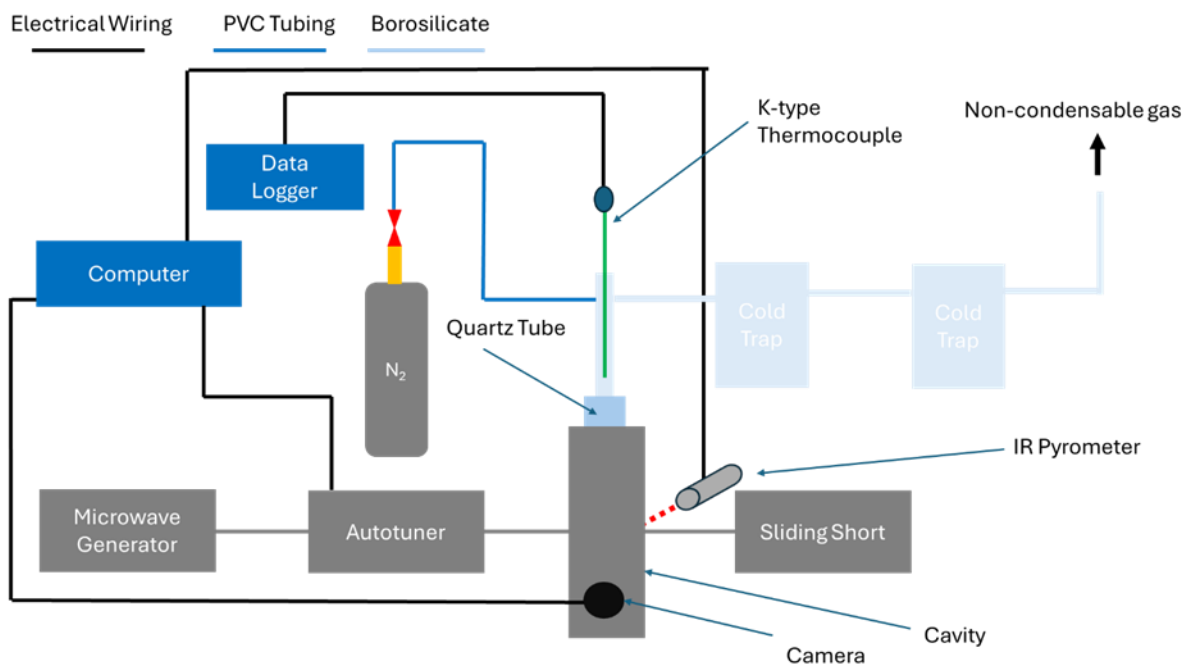 Electrical Wiring
PVC Tubing
Borosilicate
K-type
Thermocouple
Non-condensable gas
Data
Logger
Computer
Quartz Tube
N₂
Cold
Trap
Cold
Trap
IR Pyrometer
Microwave
Generator
Autotuner
Sliding Short
Cavity
Camera